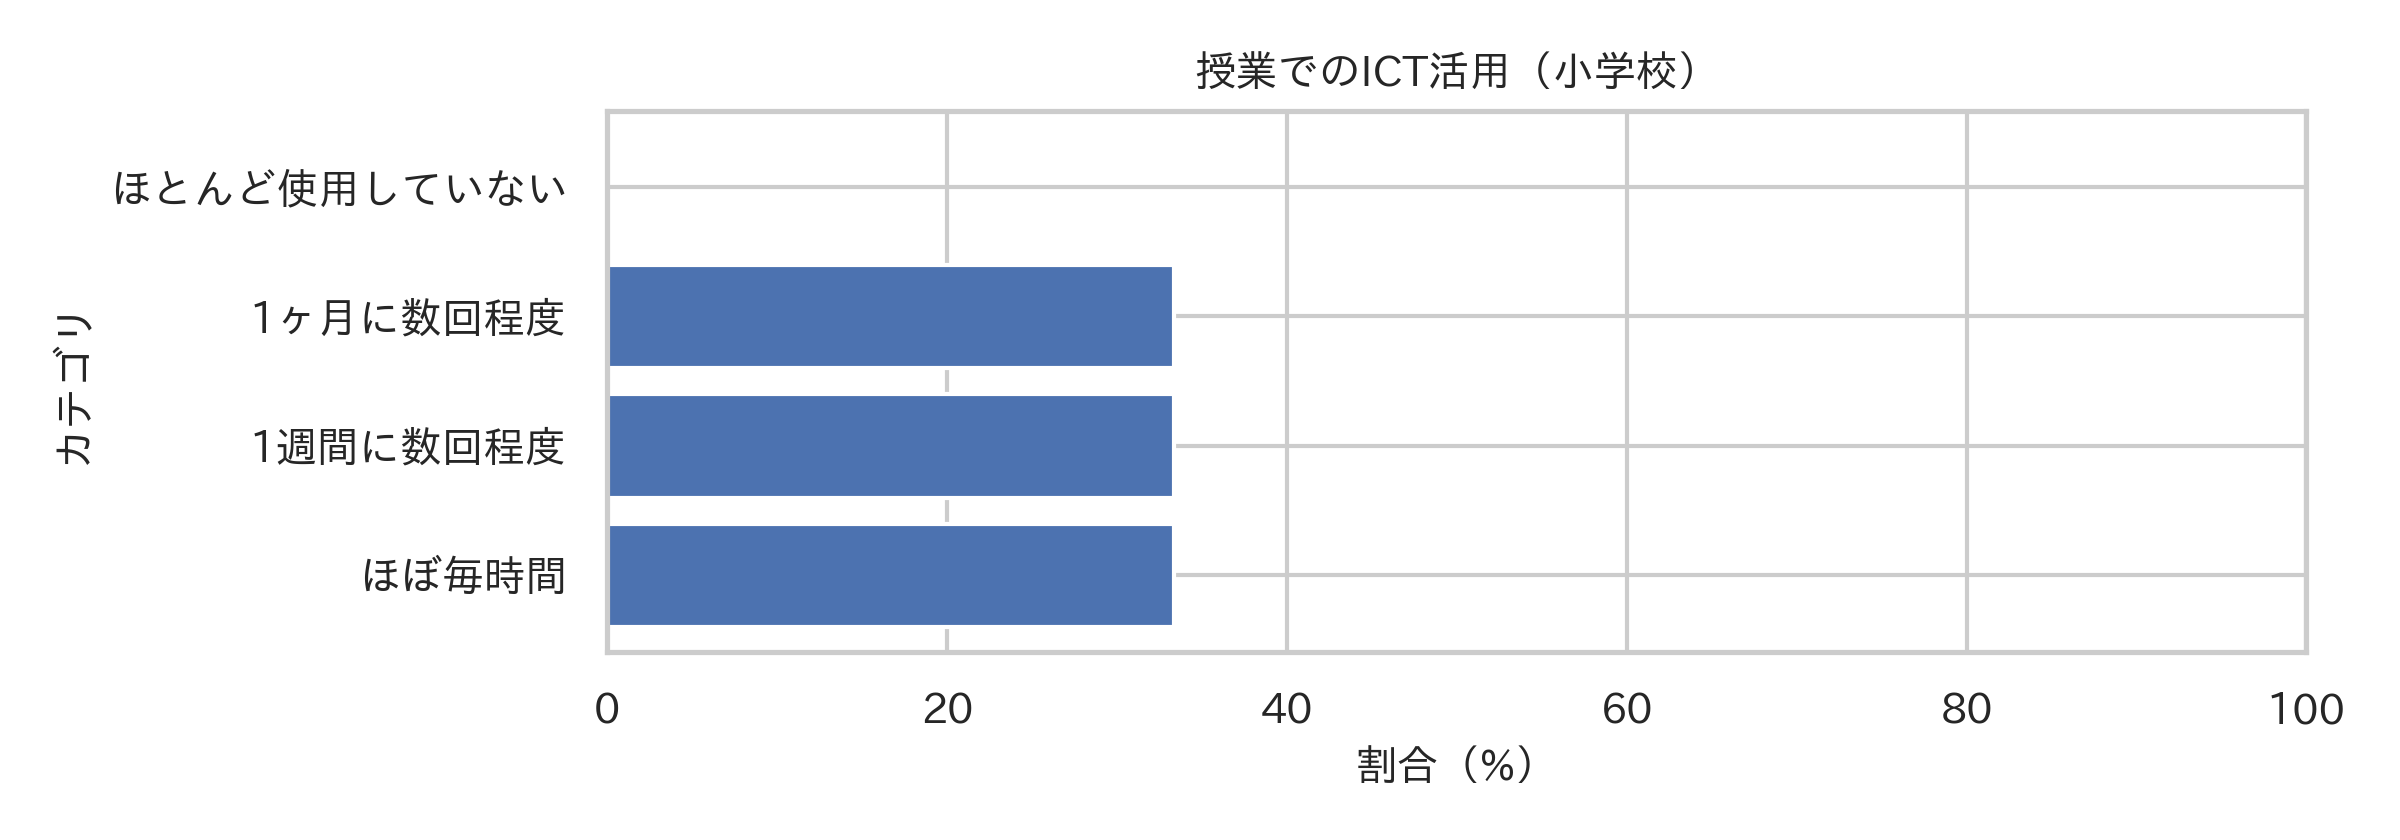 授業でのICT活用（小学校）
カテゴリ
ほとんど使用していない
1ヶ月に数回程度
1週間に数回程度
ほぼ毎時間
0 20 40 60 80 100
割合（%）